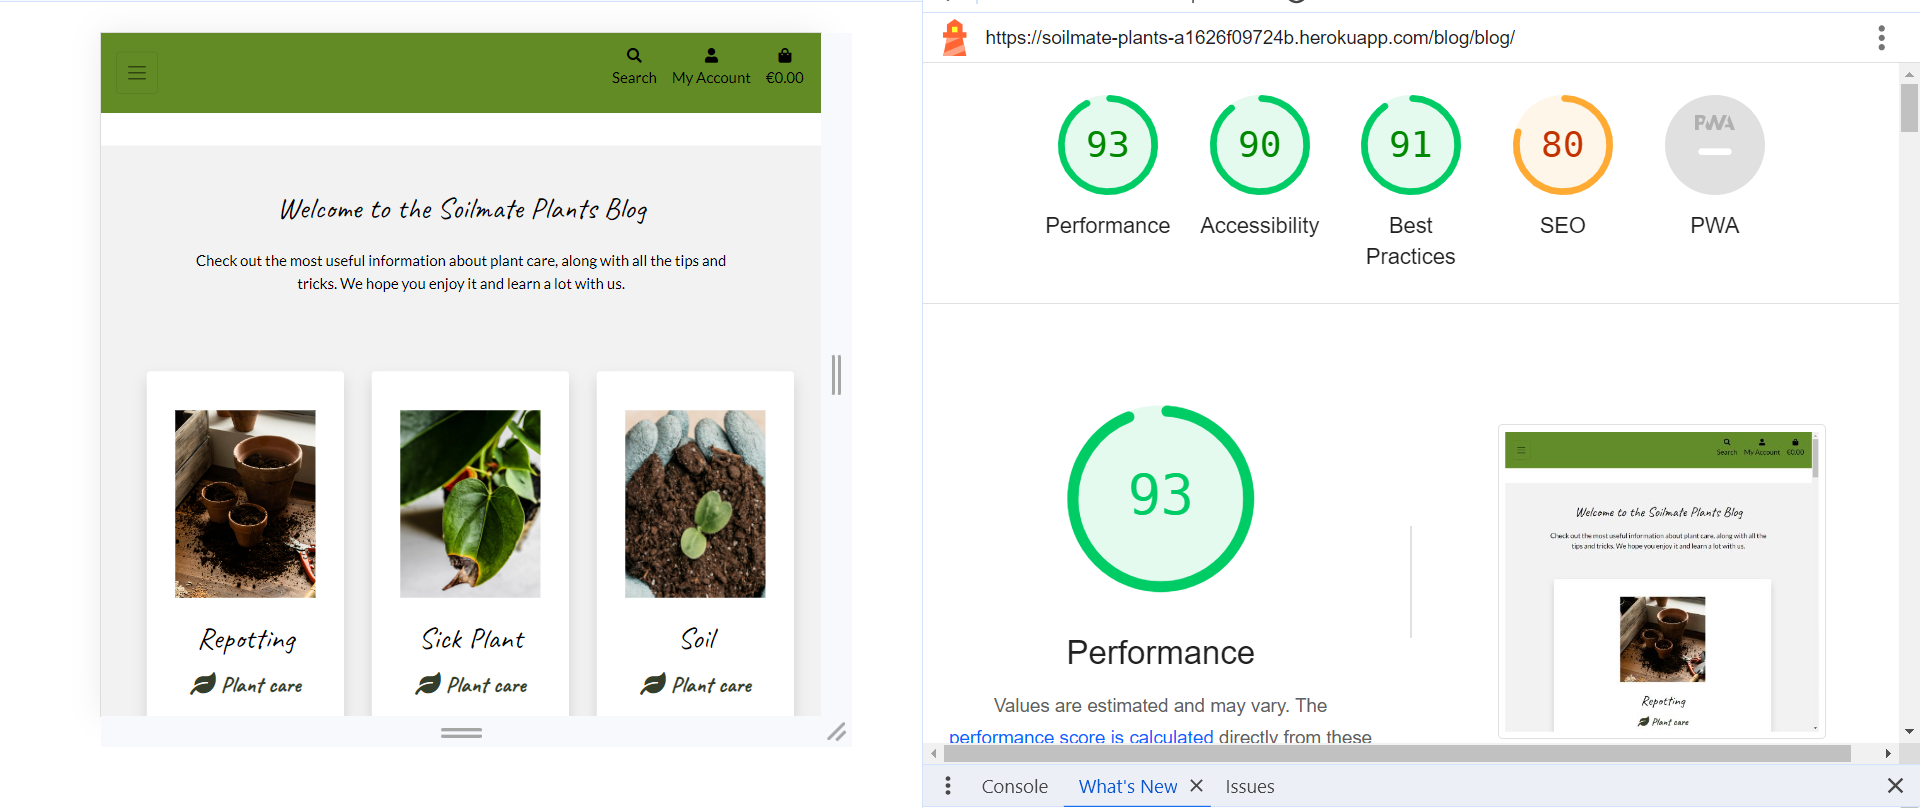 Search
My Account
€0.00
Welcome to the Soilmate Plants Blog
Check out the most useful information about plant care, along with all the tips and
tricks. We hope you enjoy it and learn a lot with us.
Repotting
Plant care
Sick Plant
Plant care
Soil
Plant care
https://soilmate-plants-a1626f09724b.herokuapp.com/blog/blog/
93
Performance
90
Accessibility
91
Best
Practices
80
SEO
PWA
PWA
93
Performance
Values are estimated and may vary. The
performance score is calculated directly from these
Search
My Account
€0.00
Welcome to the Soilmate Plants Blog
Check out the most useful information about plant care, along with all the
tips and tricks. We hope you enjoy it and learn a lot with us.
Repotting
Plant care
Console
What's New
Issues